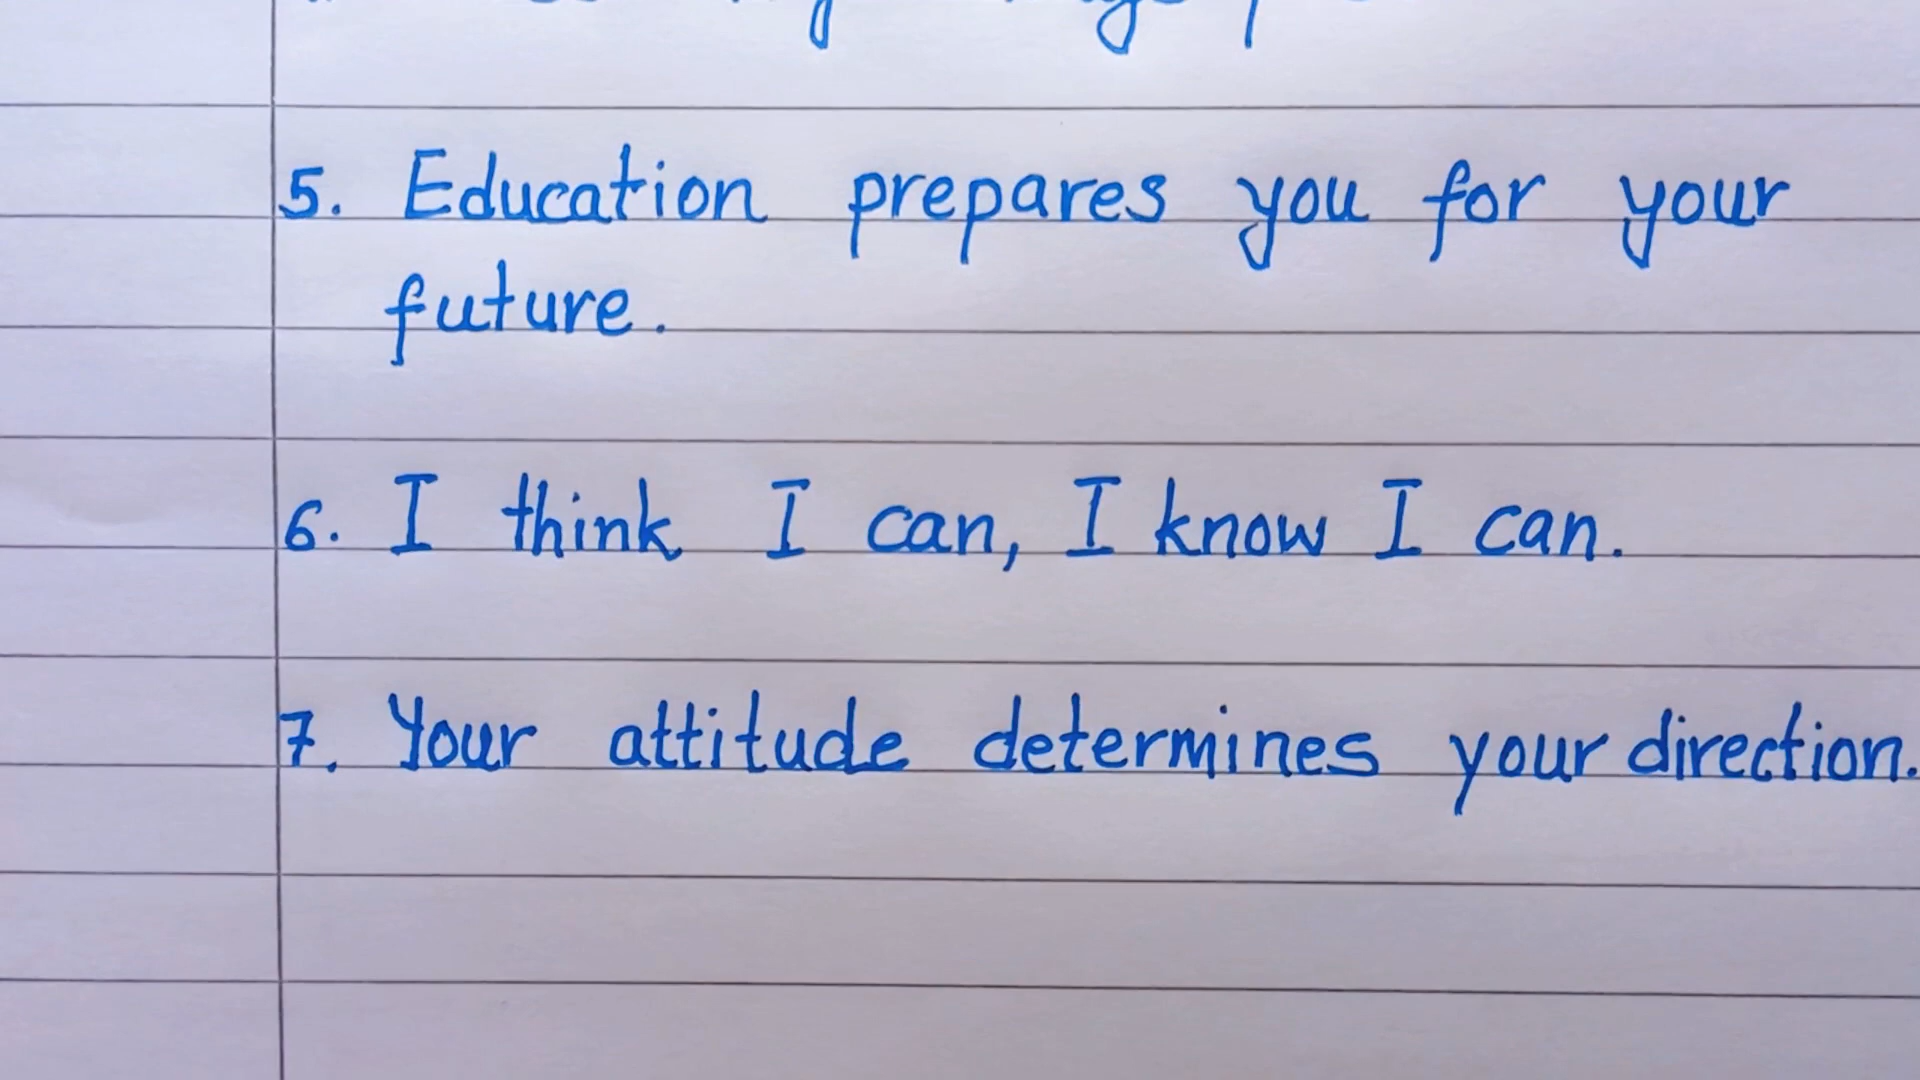 5. Education prepares you for your
future.
6. I think I can, I know I can.
7. Your attitude determines your direction.